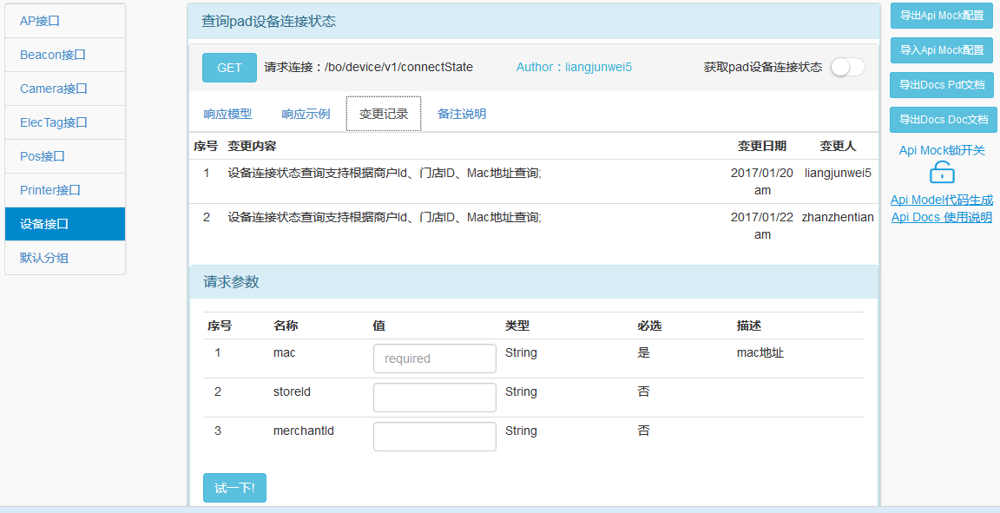 AP接口
Beacon接口
Camera接口
ElecTag接口
Pos接口
Printer接口
设备接口
默认分组
查询pad设备连接状态
GET 请求连接：/bo/device/v1/connectState Author：liangjunwei5 获取pad设备连接状态
响应模型 响应示例 变更记录 备注说明
序号 变更内容 变更日期 变更人
1 设备连接状态查询支持根据商户Id、门店ID、Mac地址查询; 2017/01/20 liangjunwei5
am
2 设备连接状态查询支持根据商户Id、门店ID、Mac地址查询; 2017/01/22 zhanzhentian
am
请求参数
序号 名称 值 类型 必选 描述
1 mac required String 是 mac地址
2 storeId String 否
3 merchantId String 否
试一下!
导出Api Mock配置
导入Api Mock配置
导出Docs Pdf文档
导出Docs Doc文档
Api Mock锁开关
Api Model代码生成
Api Docs 使用说明